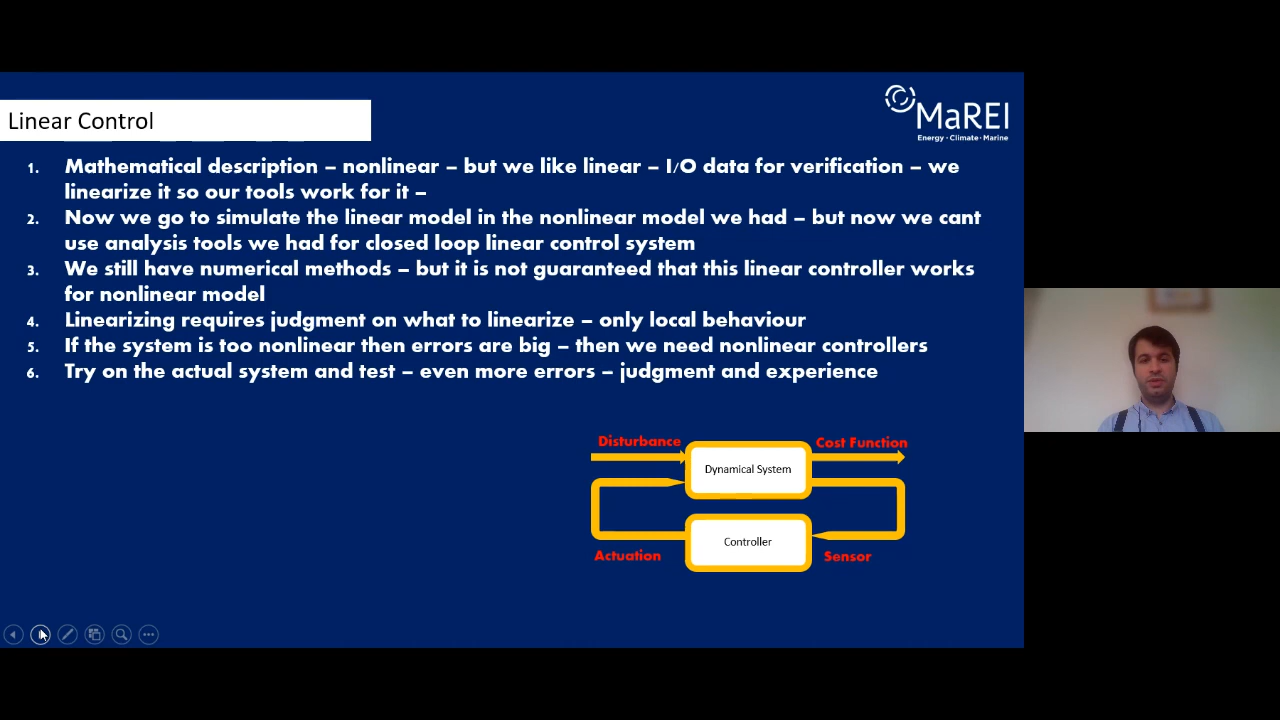 Linear Control
MaREI
Energy · Climate · Marine
1. Mathematical description – nonlinear – but we like linear – I/O data for verification – we
linearize it so our tools work for it –
2. Now we go to simulate the linear model in the nonlinear model we had – but now we cant
use analysis tools we had for closed loop linear control system
3. We still have numerical methods – but it is not guaranteed that this linear controller works
for nonlinear model
4. Linearizing requires judgment on what to linearize – only local behaviour
5. If the system is too nonlinear then errors are big – then we need nonlinear controllers
6. Try on the actual system and test – even more errors – judgment and experience
Disturbance
Cost Function
Dynamical System
Controller
Actuation
Sensor